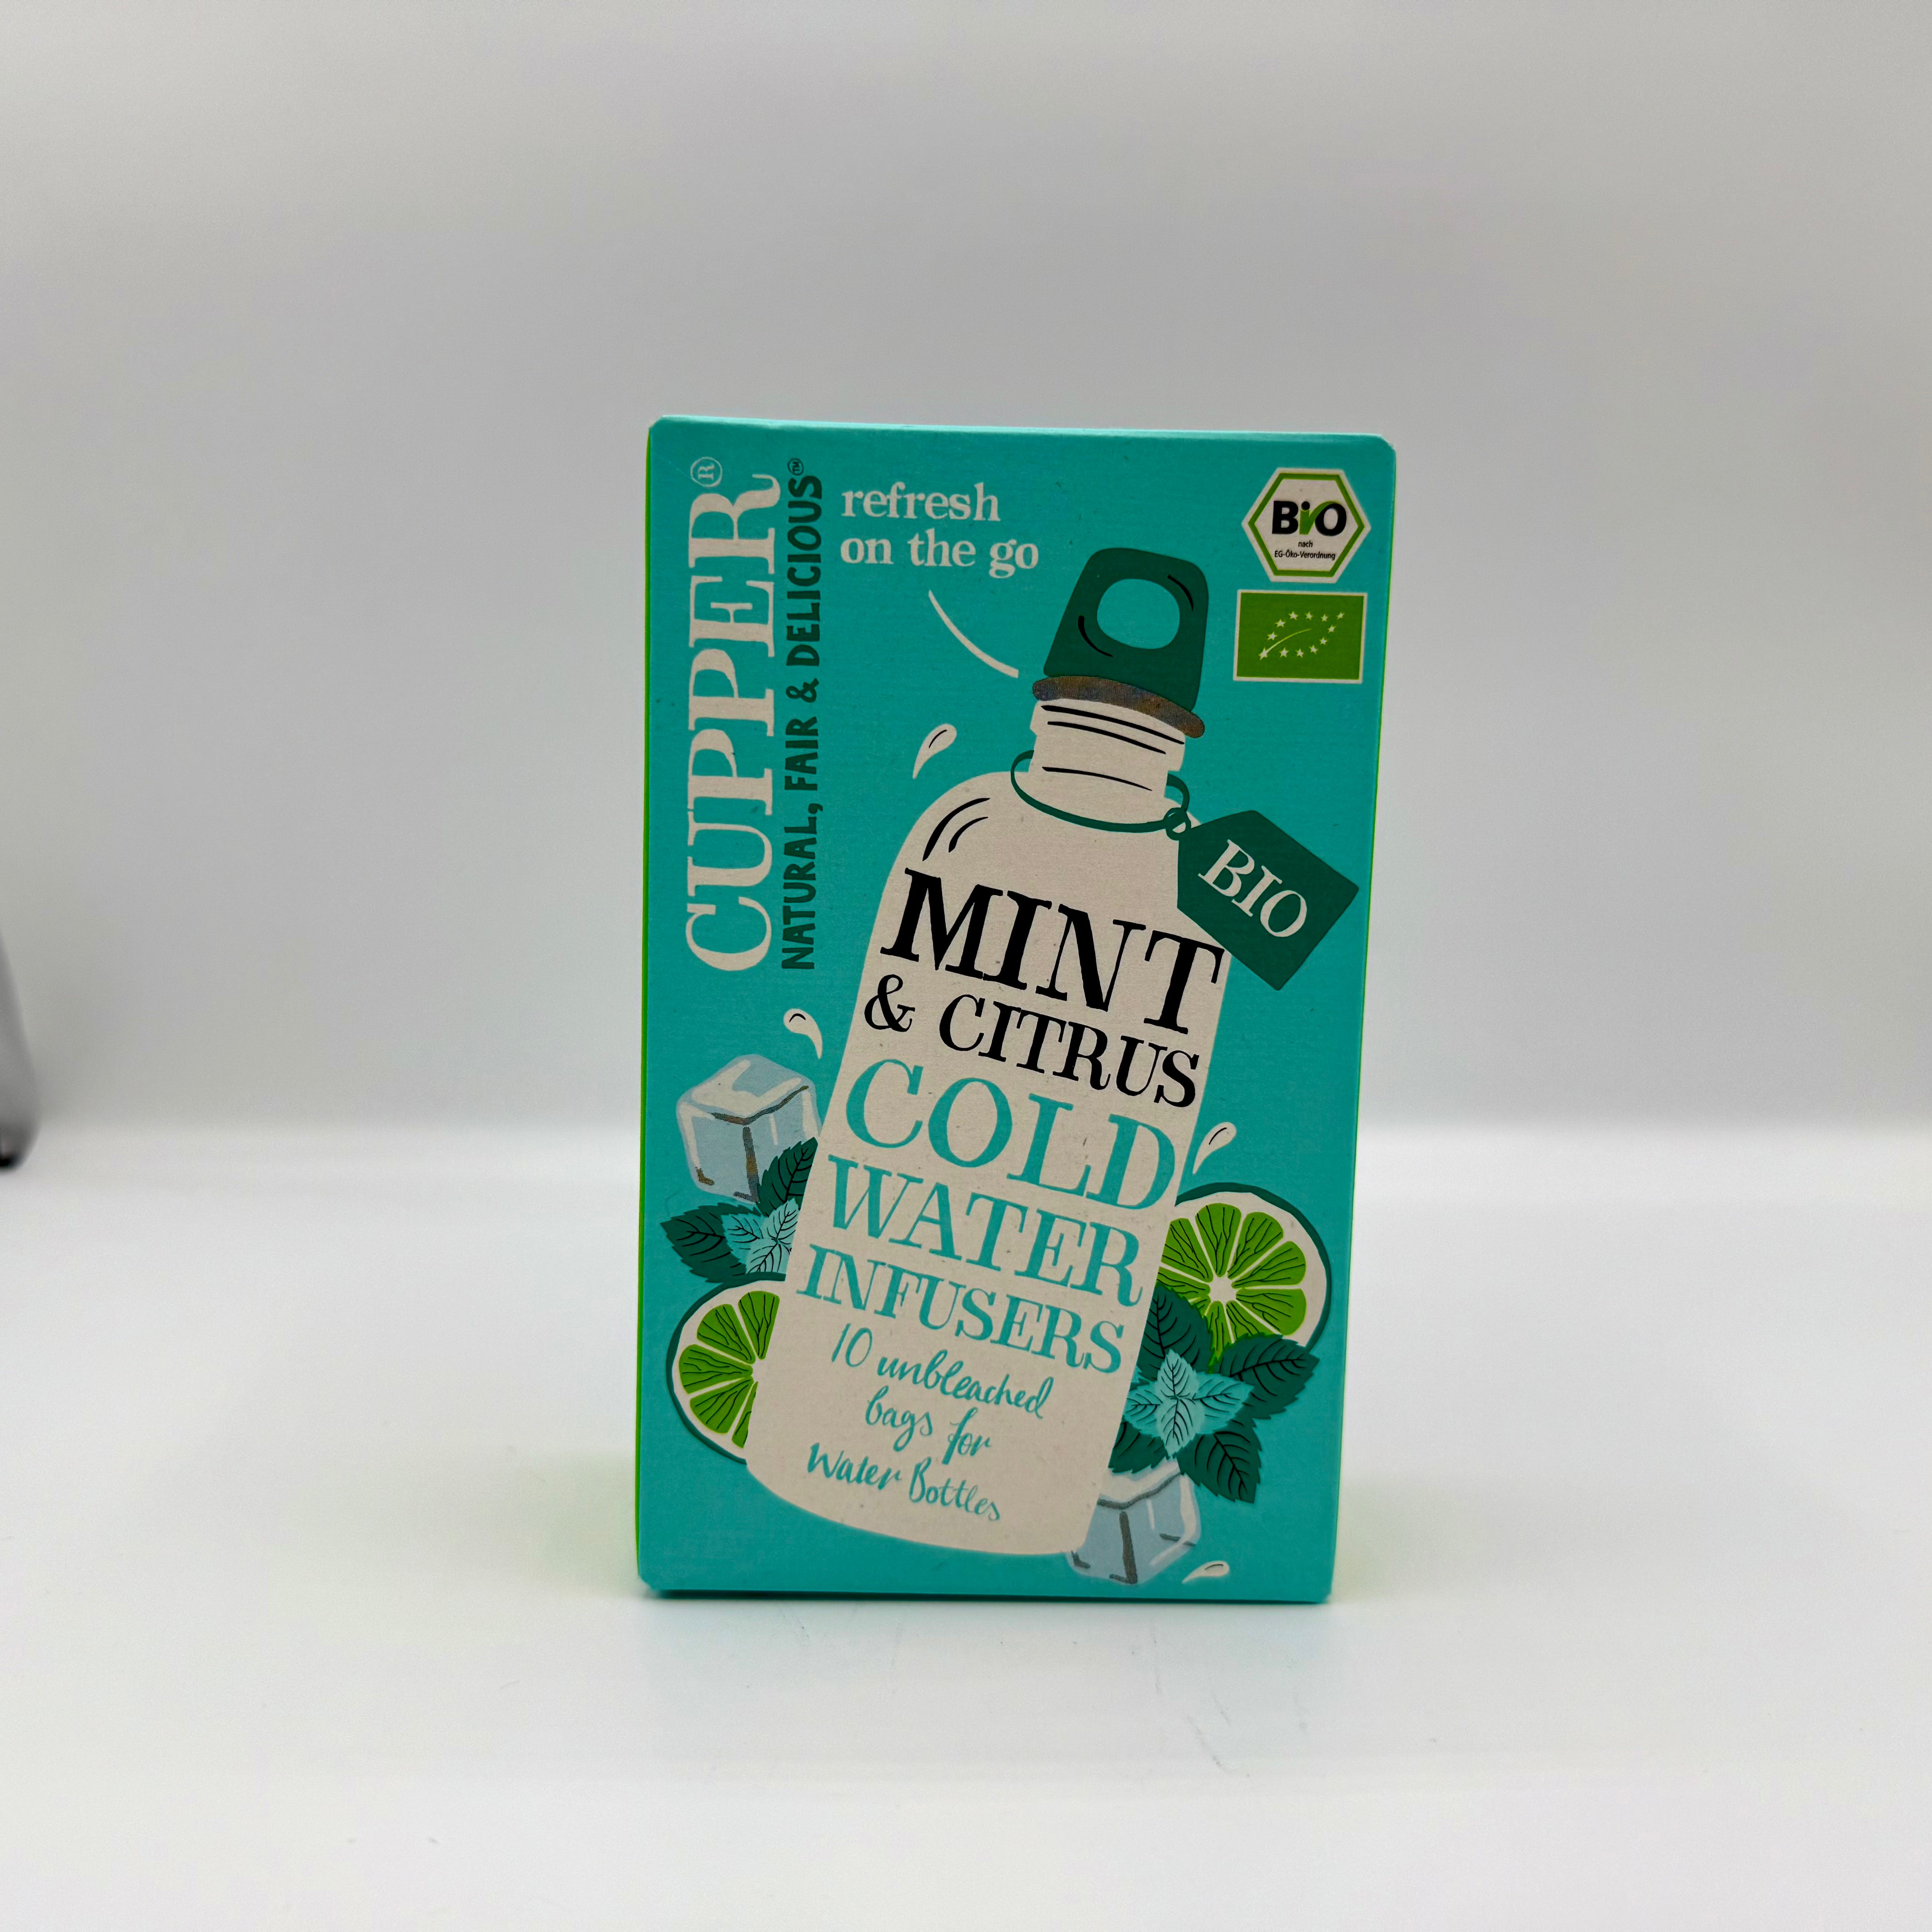 CUPPER®
NATURAL, FAIR & DELICIOUS™
refresh
on the go
BiO
nach
EG-Öko-Verordnung
BIO
MINT
& CITRUS
COLD
WATER
INFUSERS
10 unbleached
bags for
Water Bottles